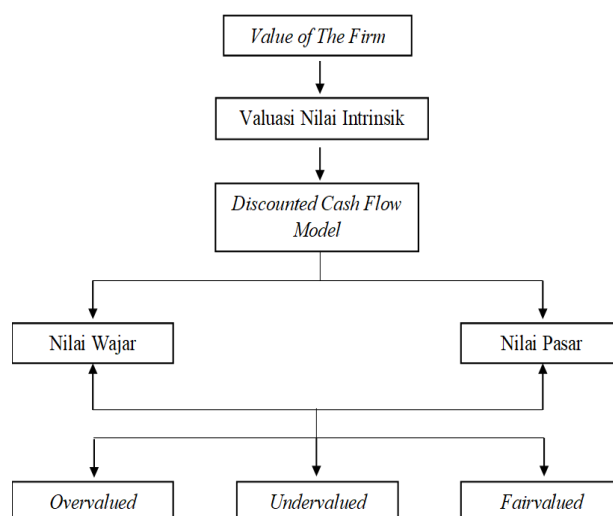 Value of The Firm
Valuasi Nilai Intrinsik
Discounted Cash Flow
Model
Nilai Wajar
Nilai Pasar
Overvalued
Undervalued
Fairvalued